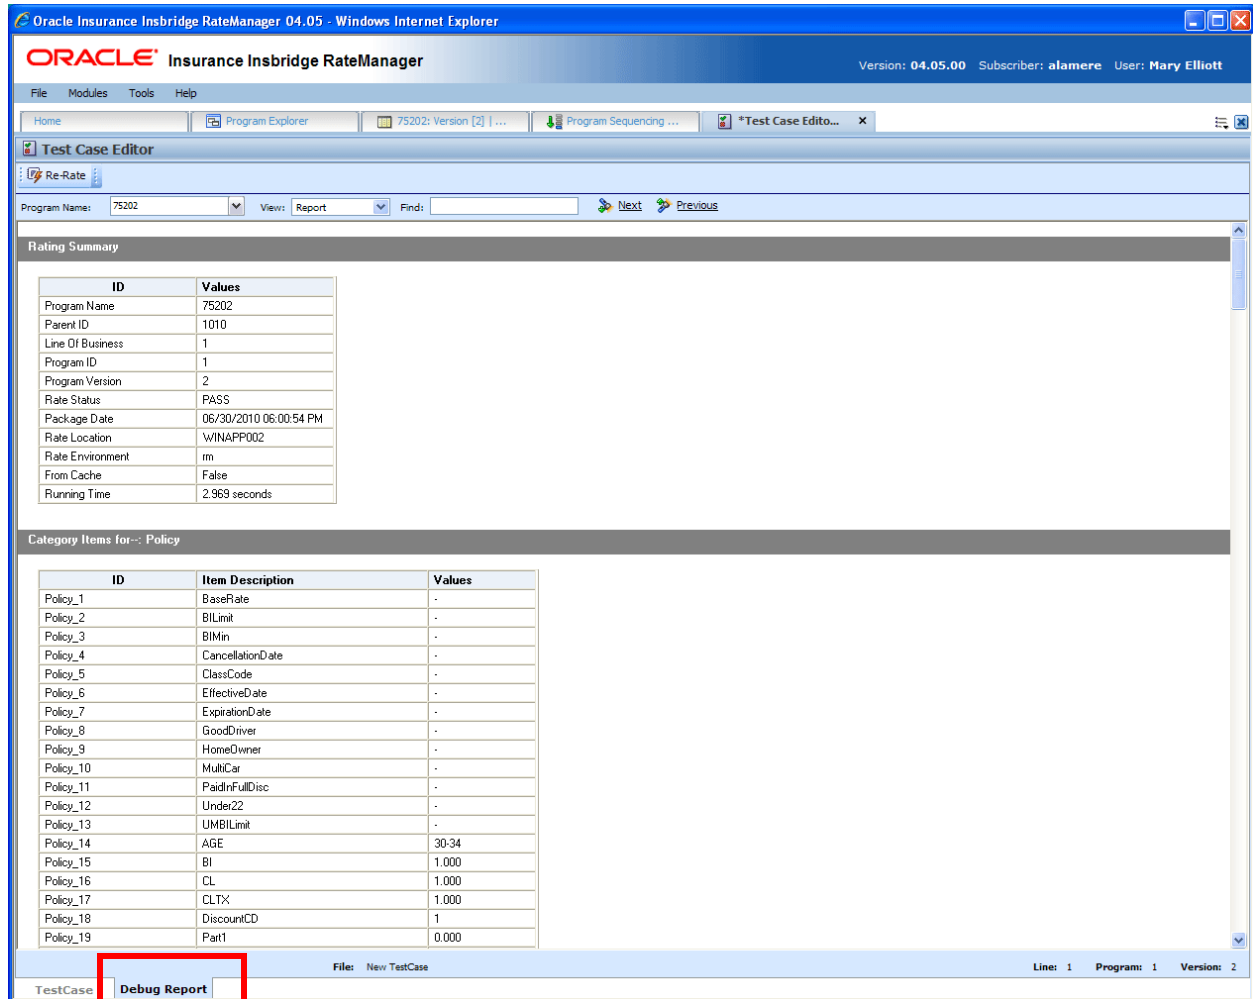 Oracle Insurance Insbridge RateManager 04.05 - Windows Internet Explorer
ORACLE Insurance Insbridge RateManager
Version: 04.05.00 Subscriber: alamere User: Mary Elliott
File Modules Tools Help
Home Program Explorer 75202: Version [2] | ... Program Sequencing ... *Test Case Edito... x
Test Case Editor
Re-Rate
Program Name: 75202 View: Report Find: Next Previous
Rating Summary
ID Values
Program Name 75202
Parent ID 1010
Line Of Business 1
Program ID 1
Program Version 2
Rate Status PASS
Package Date 06/30/2010 06:00:54 PM
Rate Location WINAPP002
Rate Environment rm
From Cache False
Running Time 2.969 seconds
Category Items for--: Policy
ID Item Description Values
Policy_1 BaseRate -
Policy_2 BILimit -
Policy_3 BIMin -
Policy_4 CancellationDate -
Policy_5 ClassCode -
Policy_6 EffectiveDate -
Policy_7 ExpirationDate -
Policy_8 GoodDriver -
Policy_9 HomeOwner -
Policy_10 MultiCar -
Policy_11 PaidInFullDisc -
Policy_12 Under22 -
Policy_13 UMBILimit -
Policy_14 AGE 30-34
Policy_15 BI 1.000
Policy_16 CL 1.000
Policy_17 CLTX 1.000
Policy_18 DiscountCD 1
Policy_19 Part1 0.000
File: New TestCase Line: 1 Program: 1 Version: 2
TestCase Debug Report